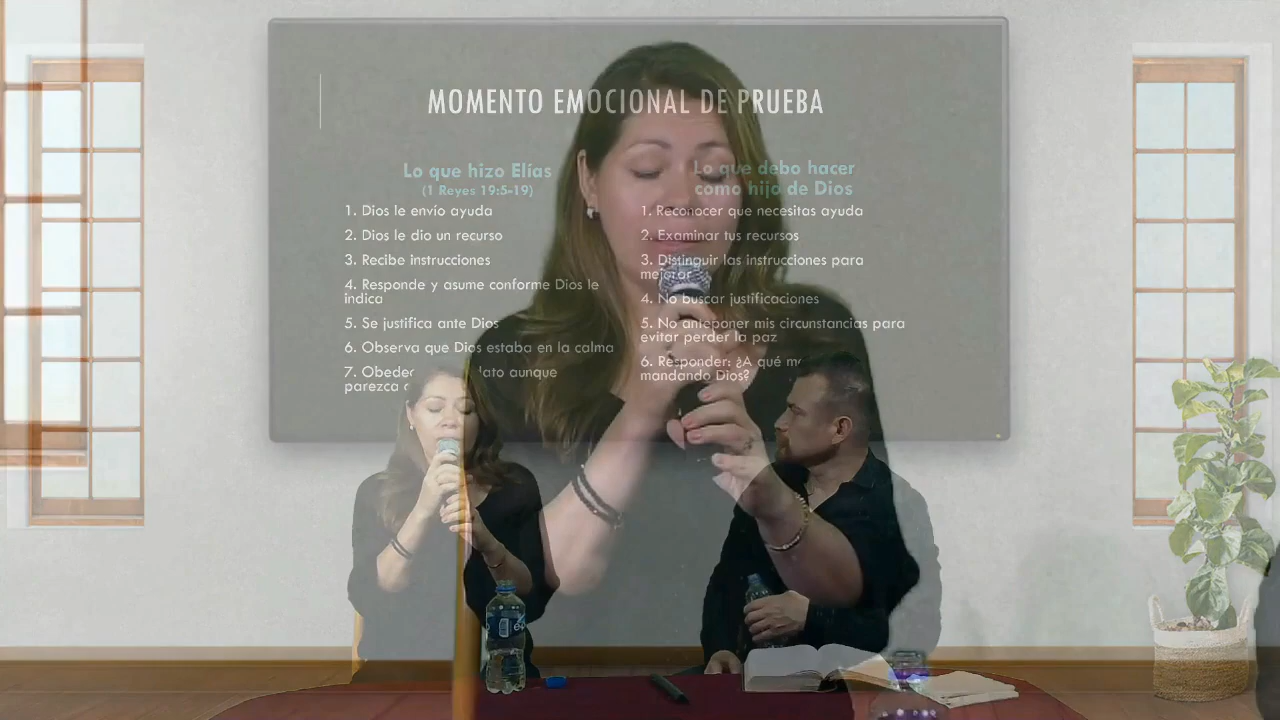 MOMENTO EMOCIONAL DE PRUEBA
Lo que hizo Elías
(1 Reyes 19:5-19)
1. Dios le envío ayuda
2. Dios le dio un recurso
3. Recibe instrucciones
4. Responde y asume conforme Dios le
indica
5. Se justifica ante Dios
6. Observa que Dios estaba en la calma
7. aunque
parezca
Lo que debo hacer
como hijo de Dios
1. Reconocer que necesitas ayuda
2. Examinar tus recursos
3. Distinguir las instrucciones para
mejorar
4. No buscar justificaciones
5. No anteponer mis circunstancias para
evitar perder la paz
6. Responder: ¿A qué
mandando Dios?